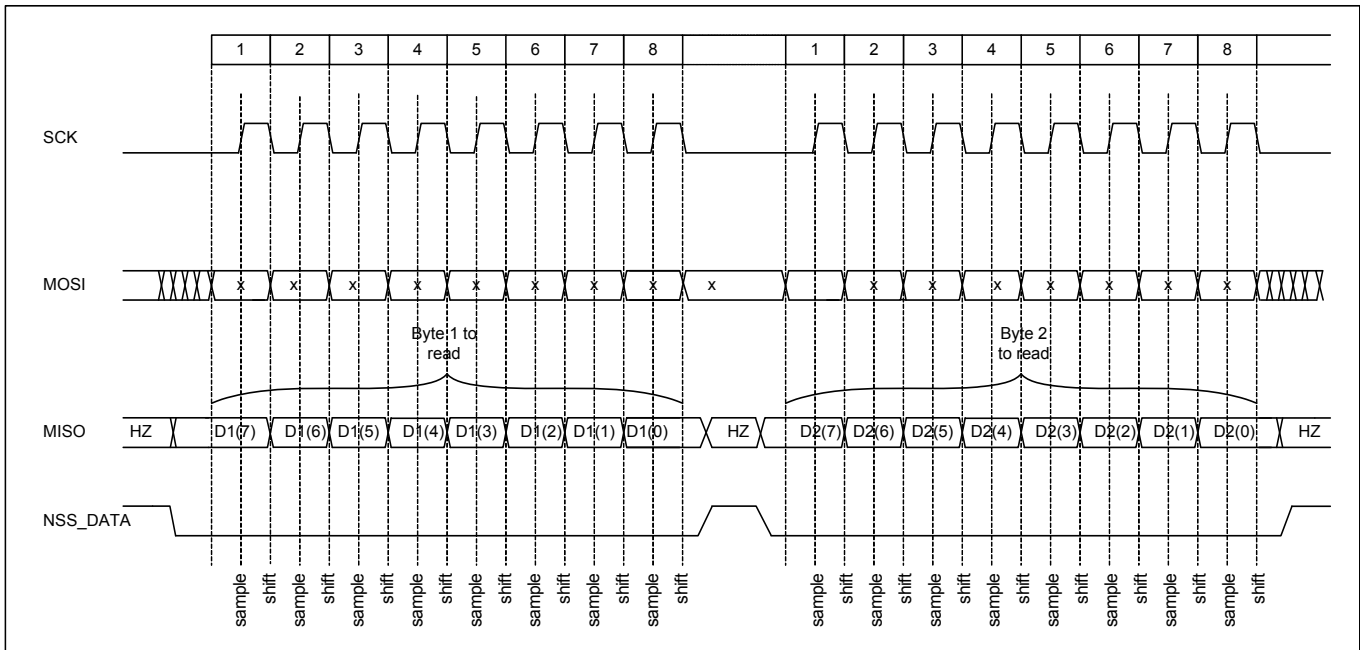 1 2 3 4 5 6 7 8 1 2 3 4 5 6 7 8
SCK
MOSI x x x x x x x x x x x x x x x x
Byte 1 to
read
Byte 2
to read
MISO HZ D1(7) D1(6) D1(5) D1(4) D1(3) D1(2) D1(1) D1(0) HZ D2(7) D2(6) D2(5) D2(4) D2(3) D2(2) D2(1) D2(0) HZ
NSS_DATA
sample shift sample shift sample shift sample shift sample shift sample shift sample shift sample shift sample shift sample shift sample shift sample shift sample shift sample shift sample shift sample shift